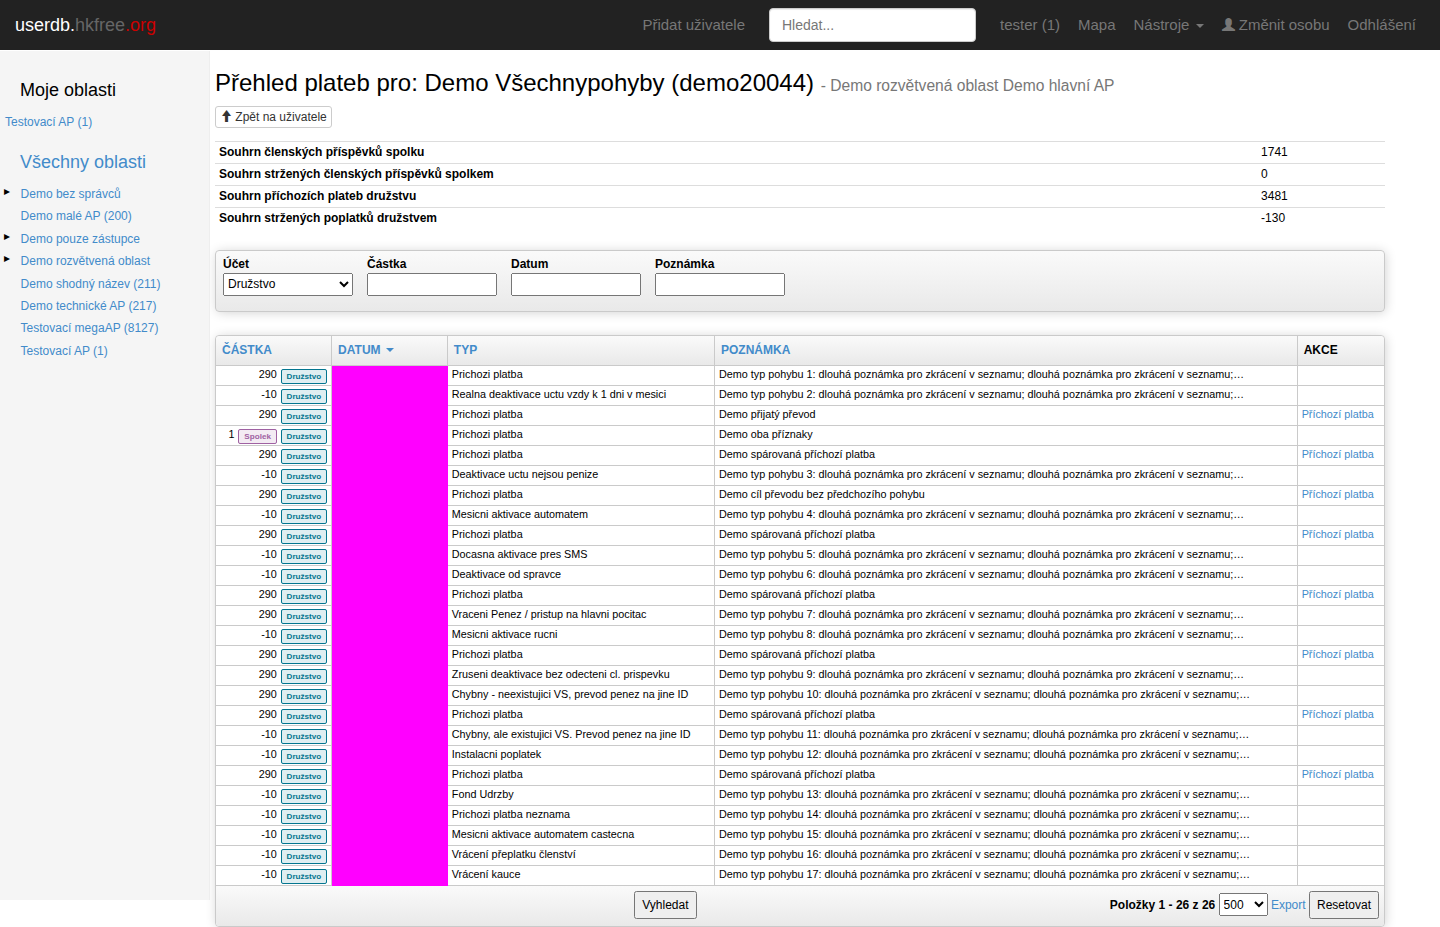 userdb.hkfree.org Přidat uživatele Hledat... tester (1) Mapa Nástroje Změnit osobu Odhlášení
Moje oblasti
Testovací AP (1)
Všechny oblasti
Demo bez správců
Demo malé AP (200)
Demo pouze zástupce
Demo rozvětvená oblast
Demo shodný název (211)
Demo technické AP (217)
Testovací megaAP (8127)
Testovací AP (1)
Přehled plateb pro: Demo Všechnypohyby (demo20044) - Demo rozvětvená oblast Demo hlavní AP
Zpět na uživatele
Souhrn členských příspěvků spolku 1741
Souhrn stržených členských příspěvků spolkem 0
Souhrn příchozích plateb družstvu 3481
Souhrn stržených poplatků družstvem -130
Účet Částka Datum Poznámka
Družstvo
ČÁSTKA DATUM TYP POZNÁMKA AKCE
290 Družstvo Prichozi platba Demo typ pohybu 1: dlouhá poznámka pro zkrácení v seznamu; dlouhá poznámka pro zkrácení v seznamu;…
-10 Družstvo Realna deaktivace uctu vzdy k 1 dni v mesici Demo typ pohybu 2: dlouhá poznámka pro zkrácení v seznamu; dlouhá poznámka pro zkrácení v seznamu;…
290 Družstvo Prichozi platba Demo přijatý převod Příchozí platba
1 Spolek Družstvo Prichozi platba Demo oba příznaky
290 Družstvo Prichozi platba Demo spárovaná příchozí platba Příchozí platba
-10 Družstvo Deaktivace uctu nejsou penize Demo typ pohybu 3: dlouhá poznámka pro zkrácení v seznamu; dlouhá poznámka pro zkrácení v seznamu;…
290 Družstvo Prichozi platba Demo cíl převodu bez předchozího pohybu Příchozí platba
-10 Družstvo Mesicni aktivace automatem Demo typ pohybu 4: dlouhá poznámka pro zkrácení v seznamu; dlouhá poznámka pro zkrácení v seznamu;…
290 Družstvo Prichozi platba Demo spárovaná příchozí platba Příchozí platba
-10 Družstvo Docasna aktivace pres SMS Demo typ pohybu 5: dlouhá poznámka pro zkrácení v seznamu; dlouhá poznámka pro zkrácení v seznamu;…
-10 Družstvo Deaktivace od spravce Demo typ pohybu 6: dlouhá poznámka pro zkrácení v seznamu; dlouhá poznámka pro zkrácení v seznamu;…
290 Družstvo Prichozi platba Demo spárovaná příchozí platba Příchozí platba
290 Družstvo Vraceni Penez / pristup na hlavni pocitac Demo typ pohybu 7: dlouhá poznámka pro zkrácení v seznamu; dlouhá poznámka pro zkrácení v seznamu;…
-10 Družstvo Mesicni aktivace rucni Demo typ pohybu 8: dlouhá poznámka pro zkrácení v seznamu; dlouhá poznámka pro zkrácení v seznamu;…
290 Družstvo Prichozi platba Demo spárovaná příchozí platba Příchozí platba
290 Družstvo Zruseni deaktivace bez odecteni cl. prispevku Demo typ pohybu 9: dlouhá poznámka pro zkrácení v seznamu; dlouhá poznámka pro zkrácení v seznamu;…
290 Družstvo Chybny - neexistujici VS, prevod penez na jine ID Demo typ pohybu 10: dlouhá poznámka pro zkrácení v seznamu; dlouhá poznámka pro zkrácení v seznamu;…
290 Družstvo Prichozi platba Demo spárovaná příchozí platba Příchozí platba
-10 Družstvo Chybny, ale existujici VS. Prevod penez na jine ID Demo typ pohybu 11: dlouhá poznámka pro zkrácení v seznamu; dlouhá poznámka pro zkrácení v seznamu;…
-10 Družstvo Instalacni poplatek Demo typ pohybu 12: dlouhá poznámka pro zkrácení v seznamu; dlouhá poznámka pro zkrácení v seznamu;…
290 Družstvo Prichozi platba Demo spárovaná příchozí platba Příchozí platba
-10 Družstvo Fond Udrzby Demo typ pohybu 13: dlouhá poznámka pro zkrácení v seznamu; dlouhá poznámka pro zkrácení v seznamu;…
-10 Družstvo Prichozi platba neznama Demo typ pohybu 14: dlouhá poznámka pro zkrácení v seznamu; dlouhá poznámka pro zkrácení v seznamu;…
-10 Družstvo Mesicni aktivace automatem castecna Demo typ pohybu 15: dlouhá poznámka pro zkrácení v seznamu; dlouhá poznámka pro zkrácení v seznamu;…
-10 Družstvo Vrácení přeplatku členství Demo typ pohybu 16: dlouhá poznámka pro zkrácení v seznamu; dlouhá poznámka pro zkrácení v seznamu;…
-10 Družstvo Vrácení kauce Demo typ pohybu 17: dlouhá poznámka pro zkrácení v seznamu; dlouhá poznámka pro zkrácení v seznamu;…
Vyhledat Položky 1 - 26 z 26 500 Export Resetovat